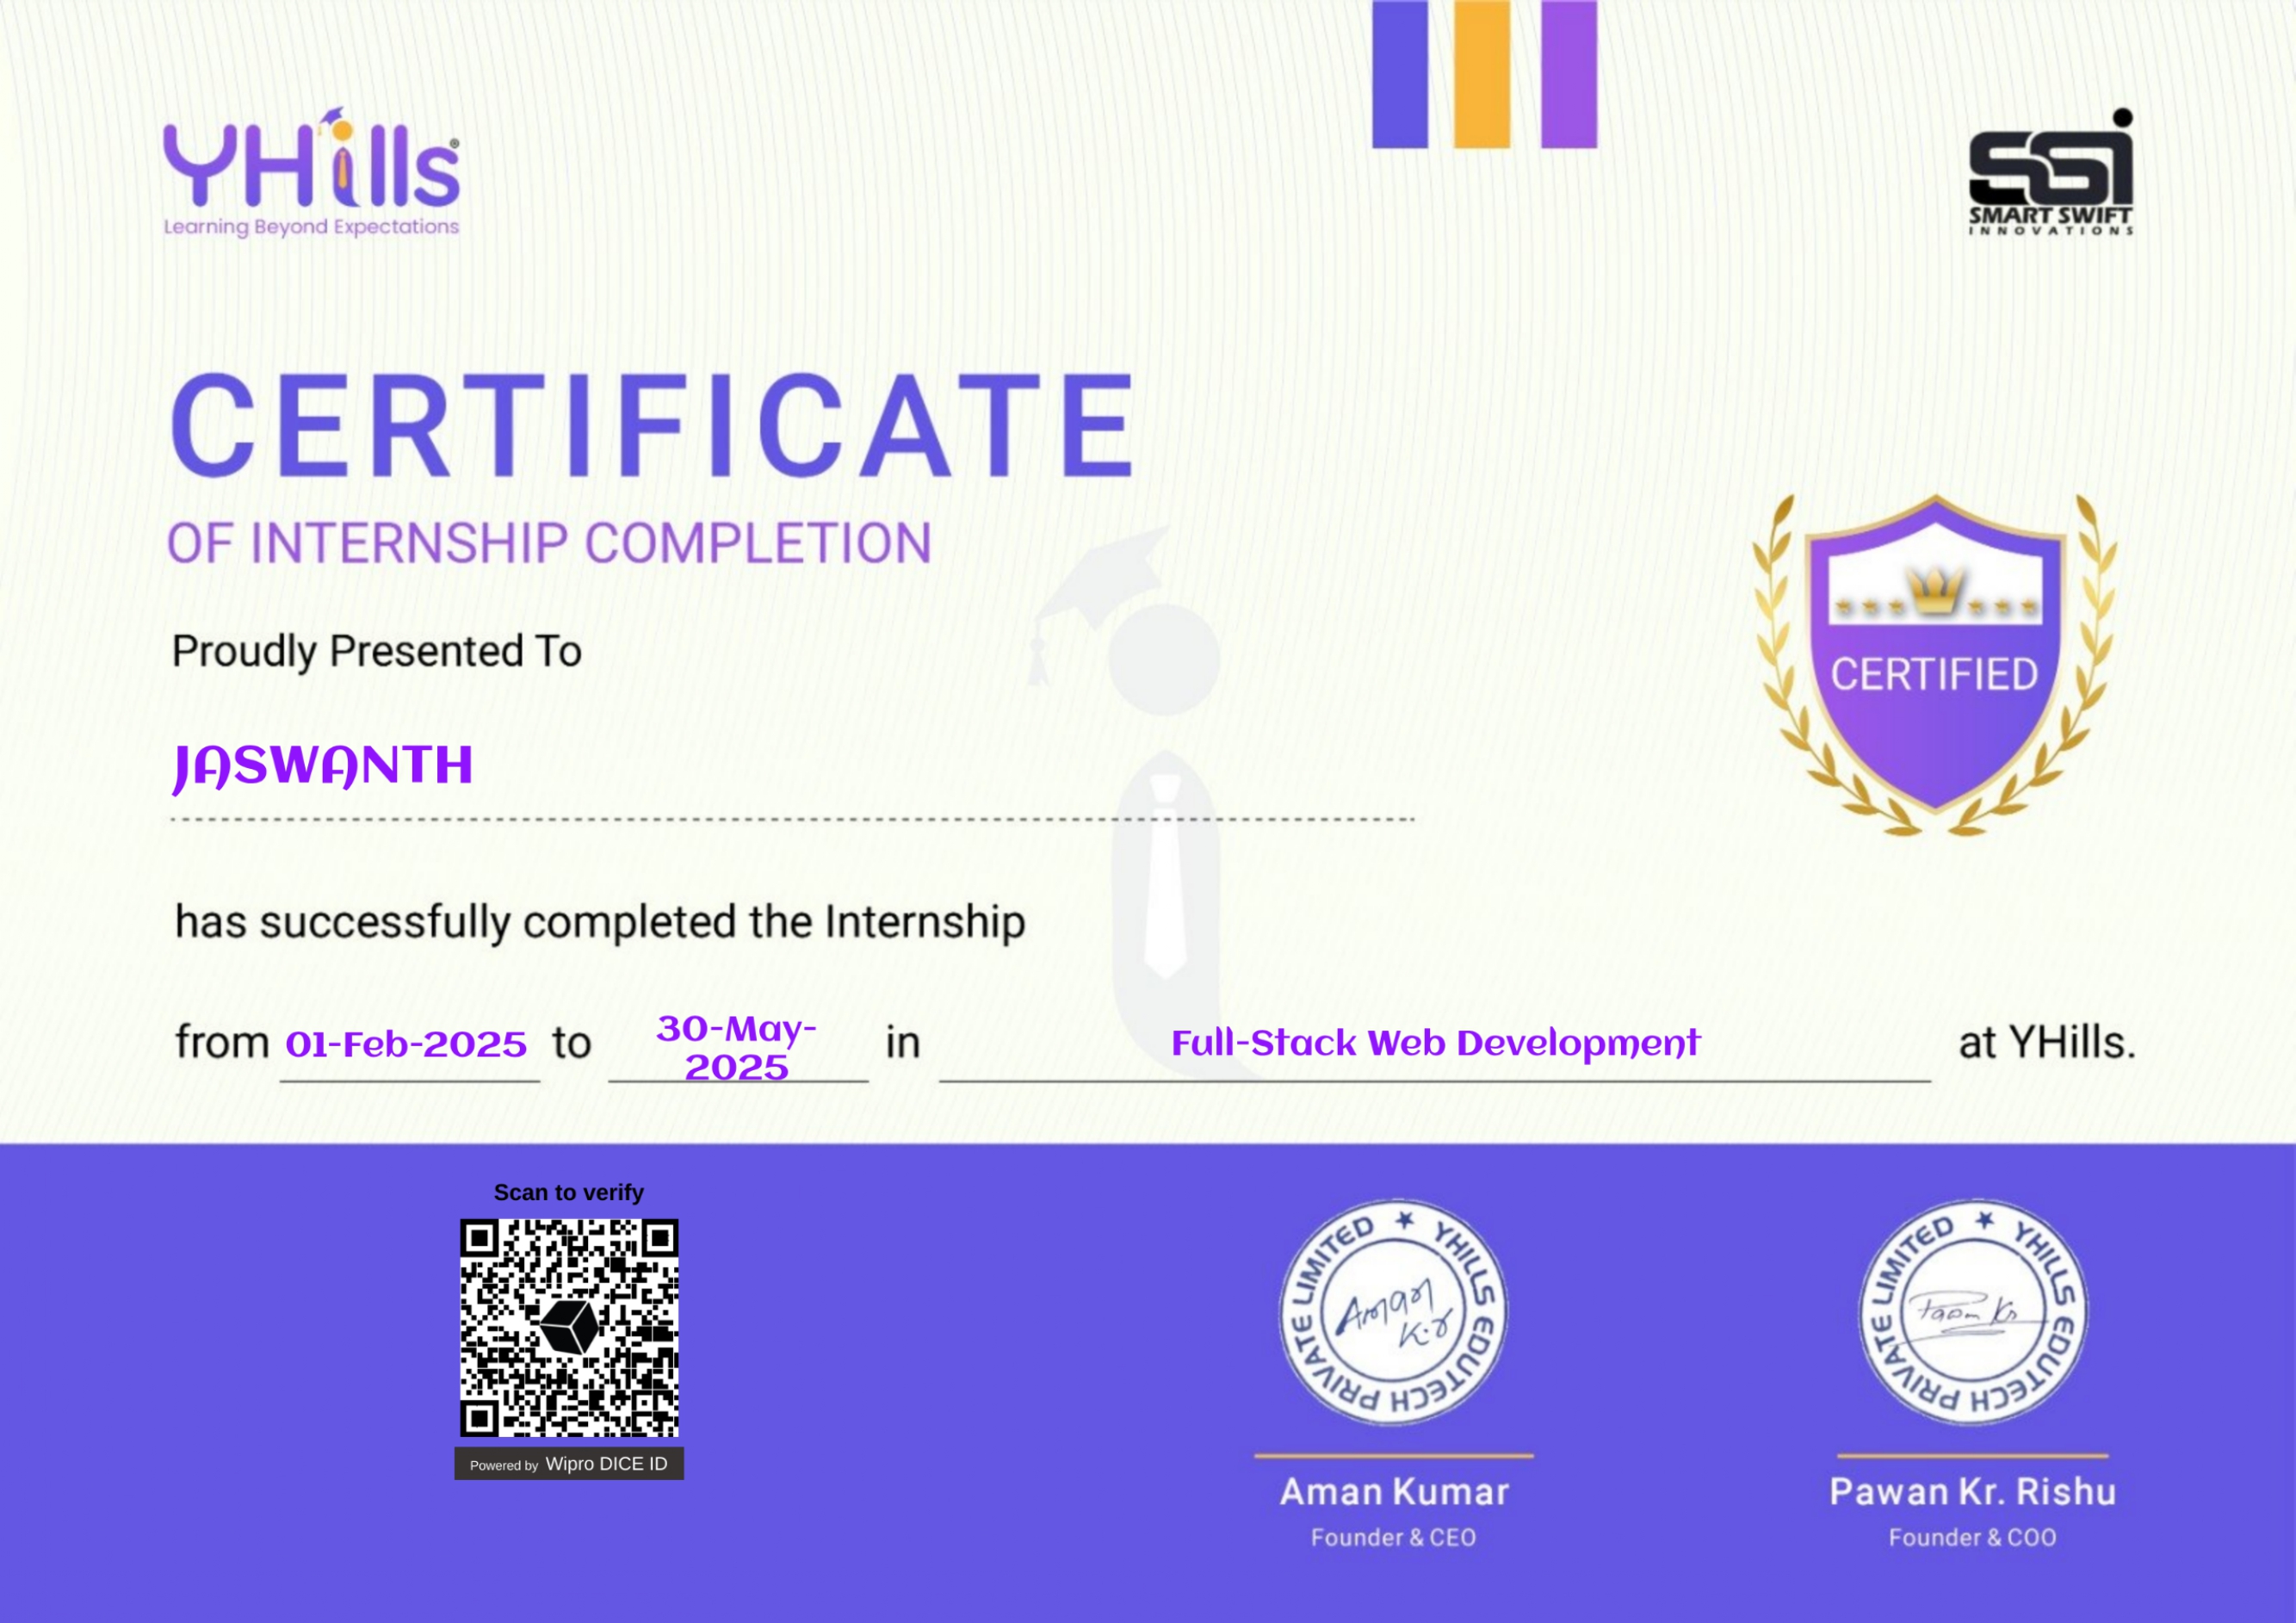 YHills®
Learning Beyond Expectations
SSi
SMART SWIFT
INNOVATIONS
CERTIFICATE
OF INTERNSHIP COMPLETION
Proudly Presented To
JASWANTH
CERTIFIED
has successfully completed the Internship
from 01-Feb-2025 to 30-May-2025 in Full-Stack Web Development at YHills.
Scan to verify
Powered by Wipro DICE ID
YHILLS EDUTECH PRIVATE LIMITED ★
Aman Kr
Aman Kumar
Founder & CEO
YHILLS EDUTECH PRIVATE LIMITED ★
Pawan Kr
Pawan Kr. Rishu
Founder & COO